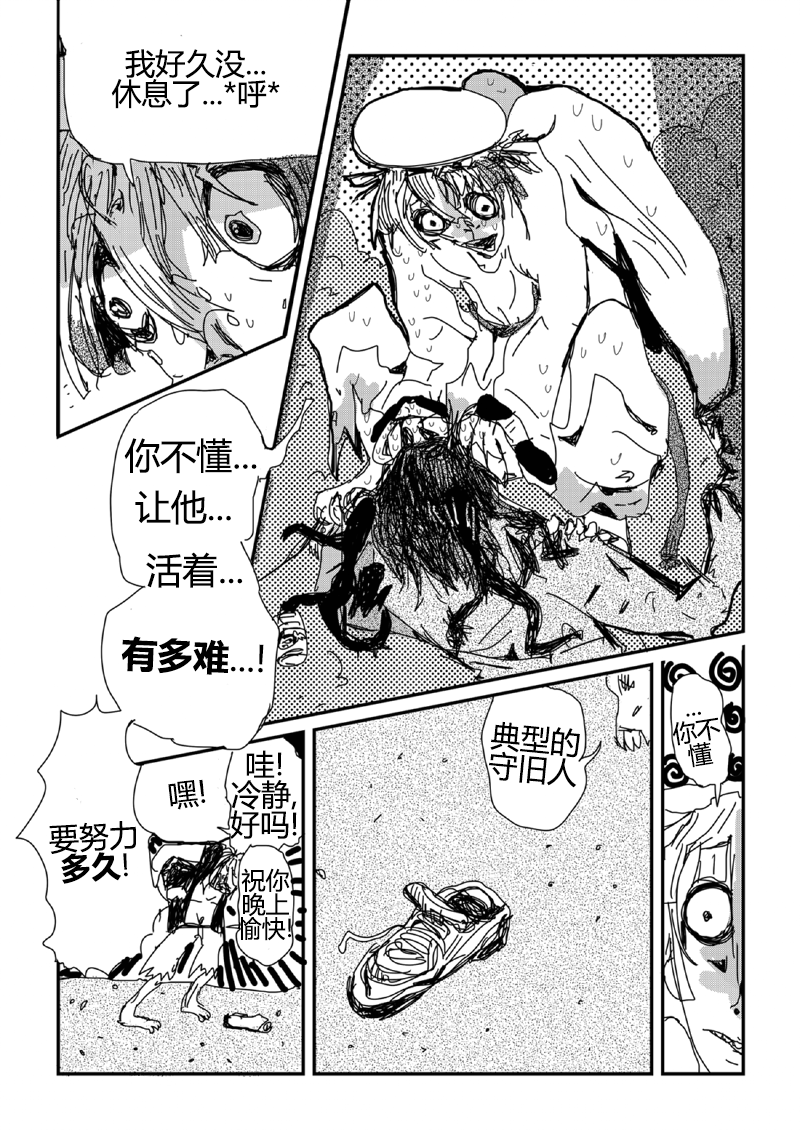 我好久没...
休息了...*呼*
你不懂...
让他...
活着...
有多难...!
要努力
多久!
嘿!
哇!
冷静,
好吗!
祝你
晚上
愉快!
典型的
守旧人
...
你不
懂